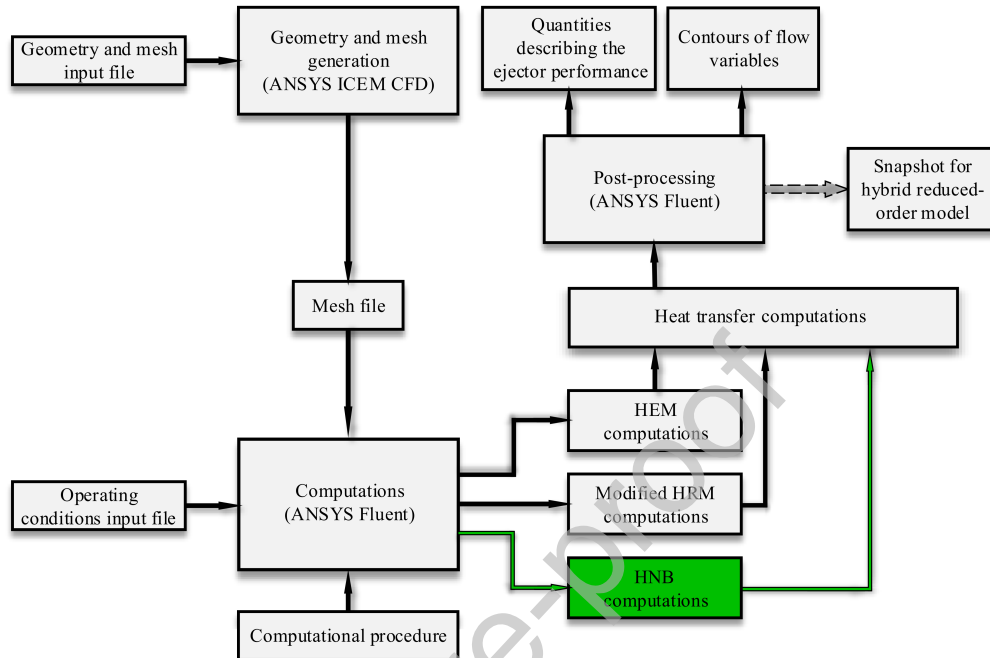 Geometry and mesh
input file
Geometry and mesh
generation
(ANSYS ICEM CFD)
Quantities
describing the
ejector performance
Contours of flow
variables
Post-processing
(ANSYS Fluent)
Snapshot for
hybrid reduced-
order model
Mesh file
Heat transfer computations
HEM
computations
Operating
conditions input file
Computations
(ANSYS Fluent)
Modified HRM
computations
HNB
computations
Computational procedure
e-proof